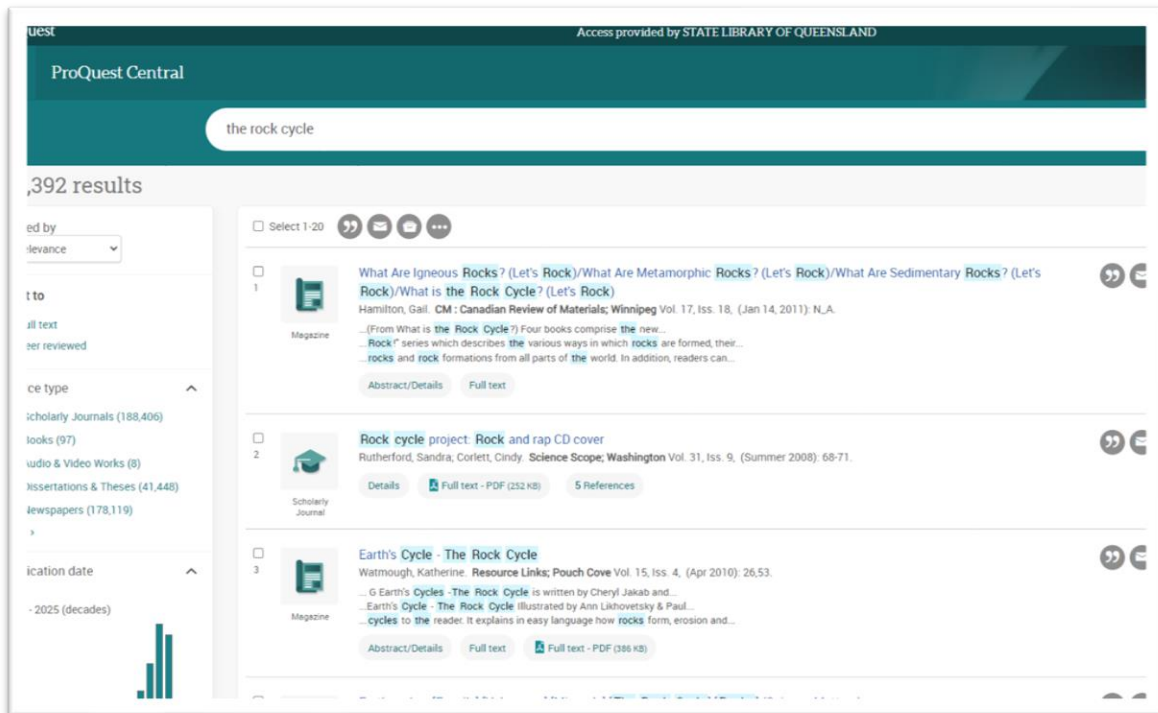 uest
Access provided by STATE LIBRARY OF QUEENSLAND
ProQuest Central
the rock cycle
,392 results
ed by
elevance
t to
ull text
eer reviewed
ce type
Scholarly Journals (188,406)
Books (97)
Audio & Video Works (8)
Dissertations & Theses (41,448)
Newspapers (178,119)
>
ication date
- 2025 (decades)
Select 1-20
1
Magazine
What Are Igneous Rocks? (Let's Rock)/What Are Metamorphic Rocks? (Let's Rock)/What Are Sedimentary Rocks? (Let's
Rock)/What is the Rock Cycle? (Let's Rock)
Hamilton, Gail. CM : Canadian Review of Materials; Winnipeg Vol. 17, Iss. 18, (Jan 14, 2011): N_A.
...(From What is the Rock Cycle?) Four books comprise the new...
...Rock!" series which describes the various ways in which rocks are formed, their...
...rocks and rock formations from all parts of the world. In addition, readers can...
Abstract/Details Full text
2
Scholarly
Journal
Rock cycle project: Rock and rap CD cover
Rutherford, Sandra; Corlett, Cindy. Science Scope; Washington Vol. 31, Iss. 9, (Summer 2008): 68-71.
Details Full text - PDF (252 KB) 5 References
3
Magazine
Earth's Cycle - The Rock Cycle
Watmough, Katherine. Resource Links; Pouch Cove Vol. 15, Iss. 4, (Apr 2010): 26,53.
... G Earth's Cycles -The Rock Cycle is written by Cheryl Jakab and...
...Earth's Cycle - The Rock Cycle Illustrated by Ann Likhovetsky & Paul...
...cycles to the reader. It explains in easy language how rocks form, erosion and...
Abstract/Details Full text Full text - PDF (386 KB)